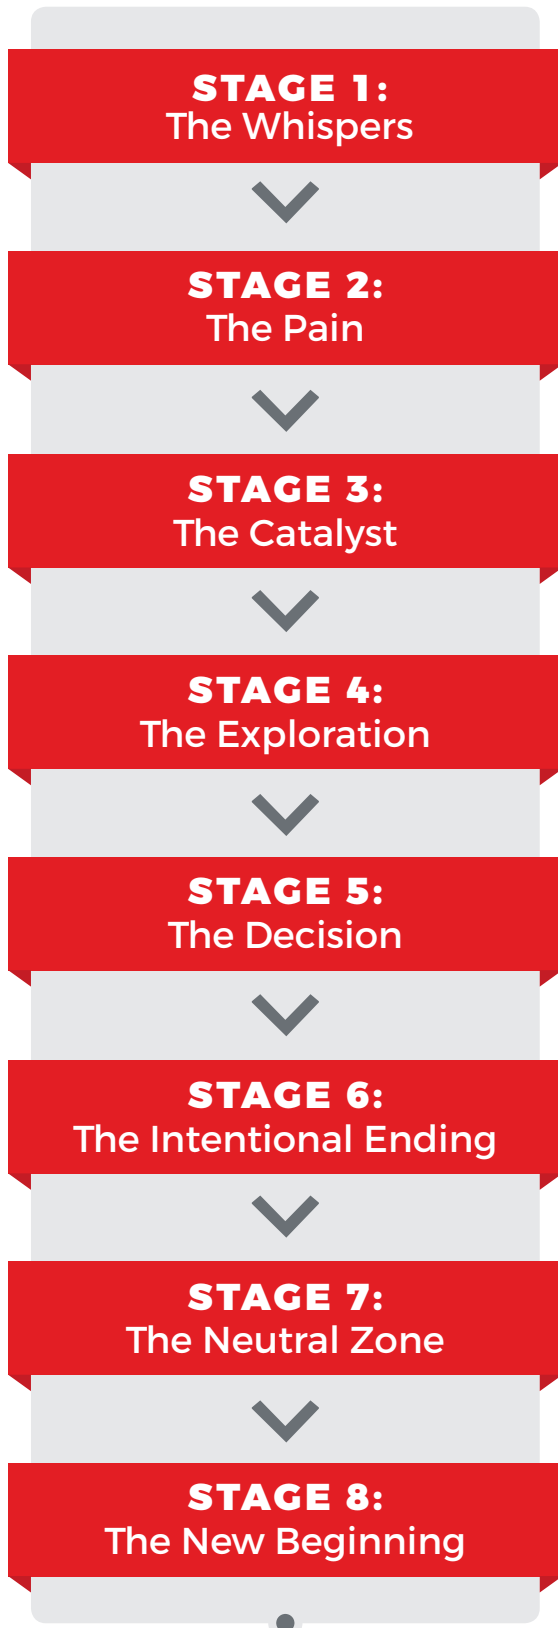 STAGE 1:
The Whispers
STAGE 2:
The Pain
STAGE 3:
The Catalyst
STAGE 4:
The Exploration
STAGE 5:
The Decision
STAGE 6:
The Intentional Ending
STAGE 7:
The Neutral Zone
STAGE 8:
The New Beginning